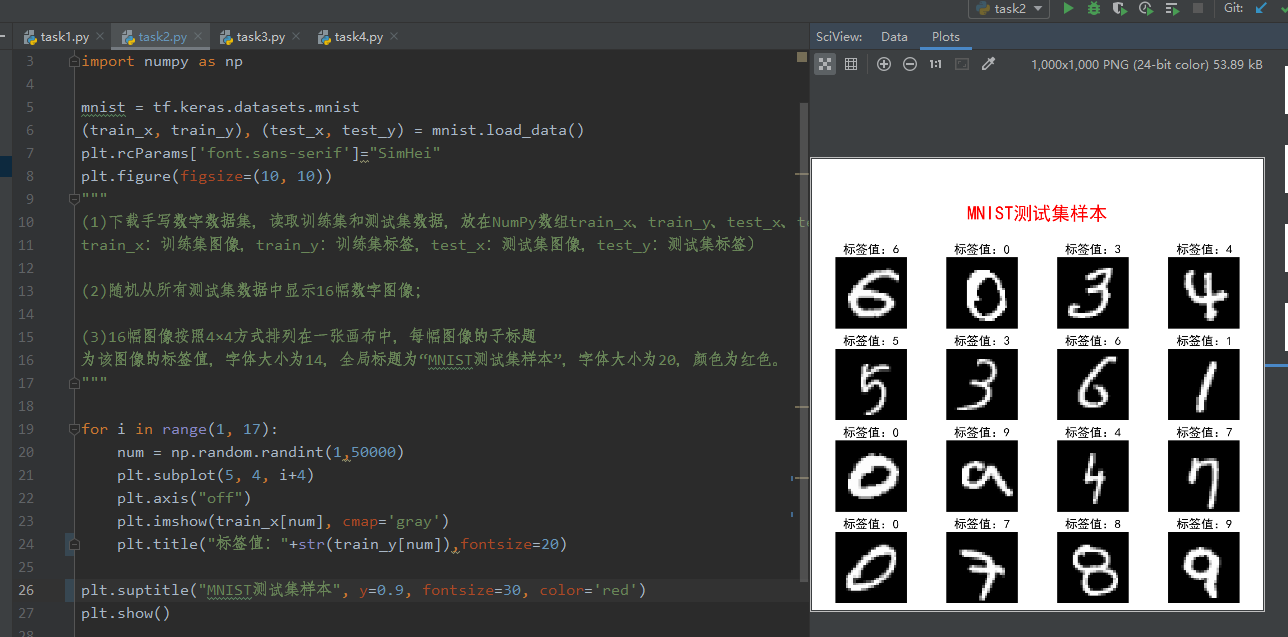 task2
Git:
task1.py
task2.py
task3.py
task4.py
SciView:
Data
Plots
1:1
1,000x1,000 PNG (24-bit color) 53.89 kB
3 import numpy as np
4
5 mnist = tf.keras.datasets.mnist
6 (train_x, train_y), (test_x, test_y) = mnist.load_data()
7 plt.rcParams['font.sans-serif']="SimHei"
8 plt.figure(figsize=(10, 10))
9 """
10 (1)下载手写数字数据集, 读取训练集和测试集数据, 放在NumPy数组train_x、train_y、test_x、te
11 train_x: 训练集图像, train_y: 训练集标签, test_x: 测试集图像, test_y: 测试集标签)
12
13 (2)随机从所有测试集数据中显示16幅数字图像;
14
15 (3)16幅图像按照4×4方式排列在一张画布中, 每幅图像的子标题
16 为该图像的标签值, 字体大小为14, 全局标题为“MNIST测试集样本”, 字体大小为20, 颜色为红色。
17 """
18
19 for i in range(1, 17):
20 num = np.random.randint(1,50000)
21 plt.subplot(5, 4, i+4)
22 plt.axis("off")
23 plt.imshow(train_x[num], cmap='gray')
24 plt.title("标签值: "+str(train_y[num]),fontsize=20)
25
26 plt.suptitle("MNIST测试集样本", y=0.9, fontsize=30, color='red')
27 plt.show()
28
MNIST测试集样本
标签值: 6 标签值: 0 标签值: 3 标签值: 4
6 0 3 4
标签值: 5 标签值: 3 标签值: 6 标签值: 1
5 3 6 1
标签值: 0 标签值: 9 标签值: 4 标签值: 7
0 9 4 7
标签值: 0 标签值: 7 标签值: 8 标签值: 9
0 7 8 9